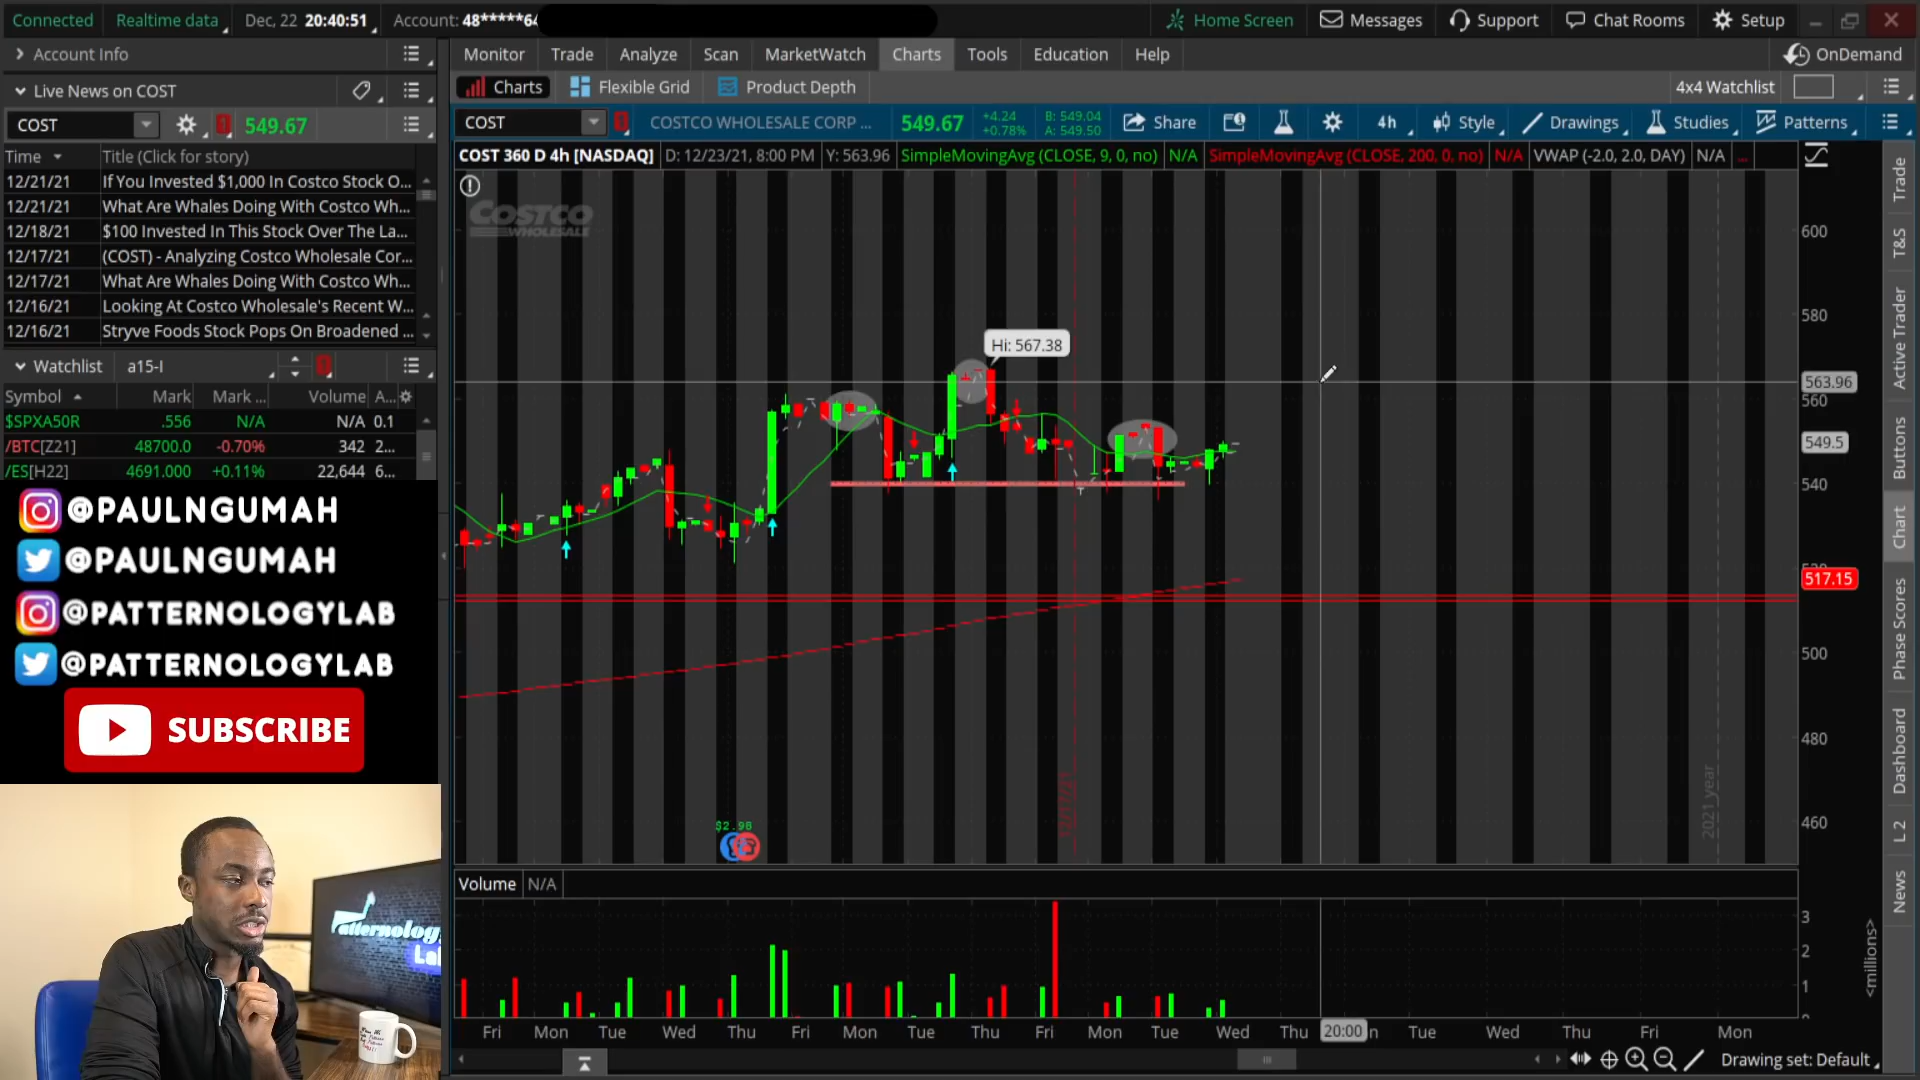 Connected Realtime data Dec, 22 20:40:51 Account: 48*****64 Home Screen Messages Support Chat Rooms Setup
Account Info Monitor Trade Analyze Scan MarketWatch Charts Tools Education Help OnDemand
Live News on COST Charts Flexible Grid Product Depth 4x4 Watchlist
COST 549.67 COST COSTCO WHOLESALE CORP ... 549.67 +4.24 +0.78% B: 549.04 A: 549.50 Share 4h Style Drawings Studies Patterns
Time Title (Click for story)
COST 360 D 4h [NASDAQ] D: 12/23/21, 8:00 PM Y: 563.96 SimpleMovingAvg (CLOSE, 9, 0, no) N/A SimpleMovingAvg (CLOSE, 200, 0, no) N/A VWAP (-2.0, 2.0, DAY) N/A ...
12/21/21 If You Invested $1,000 In Costco Stock O...
12/21/21 What Are Whales Doing With Costco Wh...
12/18/21 $100 Invested In This Stock Over The La...
12/17/21 (COST) - Analyzing Costco Wholesale Cor...
12/17/21 What Are Whales Doing With Costco Wh...
12/16/21 Looking At Costco Wholesale's Recent W...
12/16/21 Stryve Foods Stock Pops On Broadened ...
Watchlist a15-I
Symbol Mark Mark ... Volume A...
$SPXA50R .556 N/A N/A 0.1
/BTC[Z21] 48700.0 -0.70% 342 2...
/ES[H22] 4691.000 +0.11% 22,644 6...
@PAULNGUMAH
@PAULNGUMAH
@PATTERNOLOGYLAB
@PATTERNOLOGYLAB
SUBSCRIBE
Patternology
Lab
COSTCO
WHOLESALE
Hi: 567.38
600
580
563.96
560
549.5
540
517.15
500
480
460
$2.98
12/17/21
2021 year
Volume N/A
3
2
1
<millions>
Fri Mon Tue Wed Thu Fri Mon Tue Thu Fri Mon Tue Wed Thu 20:00 n Tue Wed Thu Fri Mon
Drawing set: Default
Trade
T&S
Active Trader
Buttons
Chart
Phase Scores
Dashboard
L 2
News